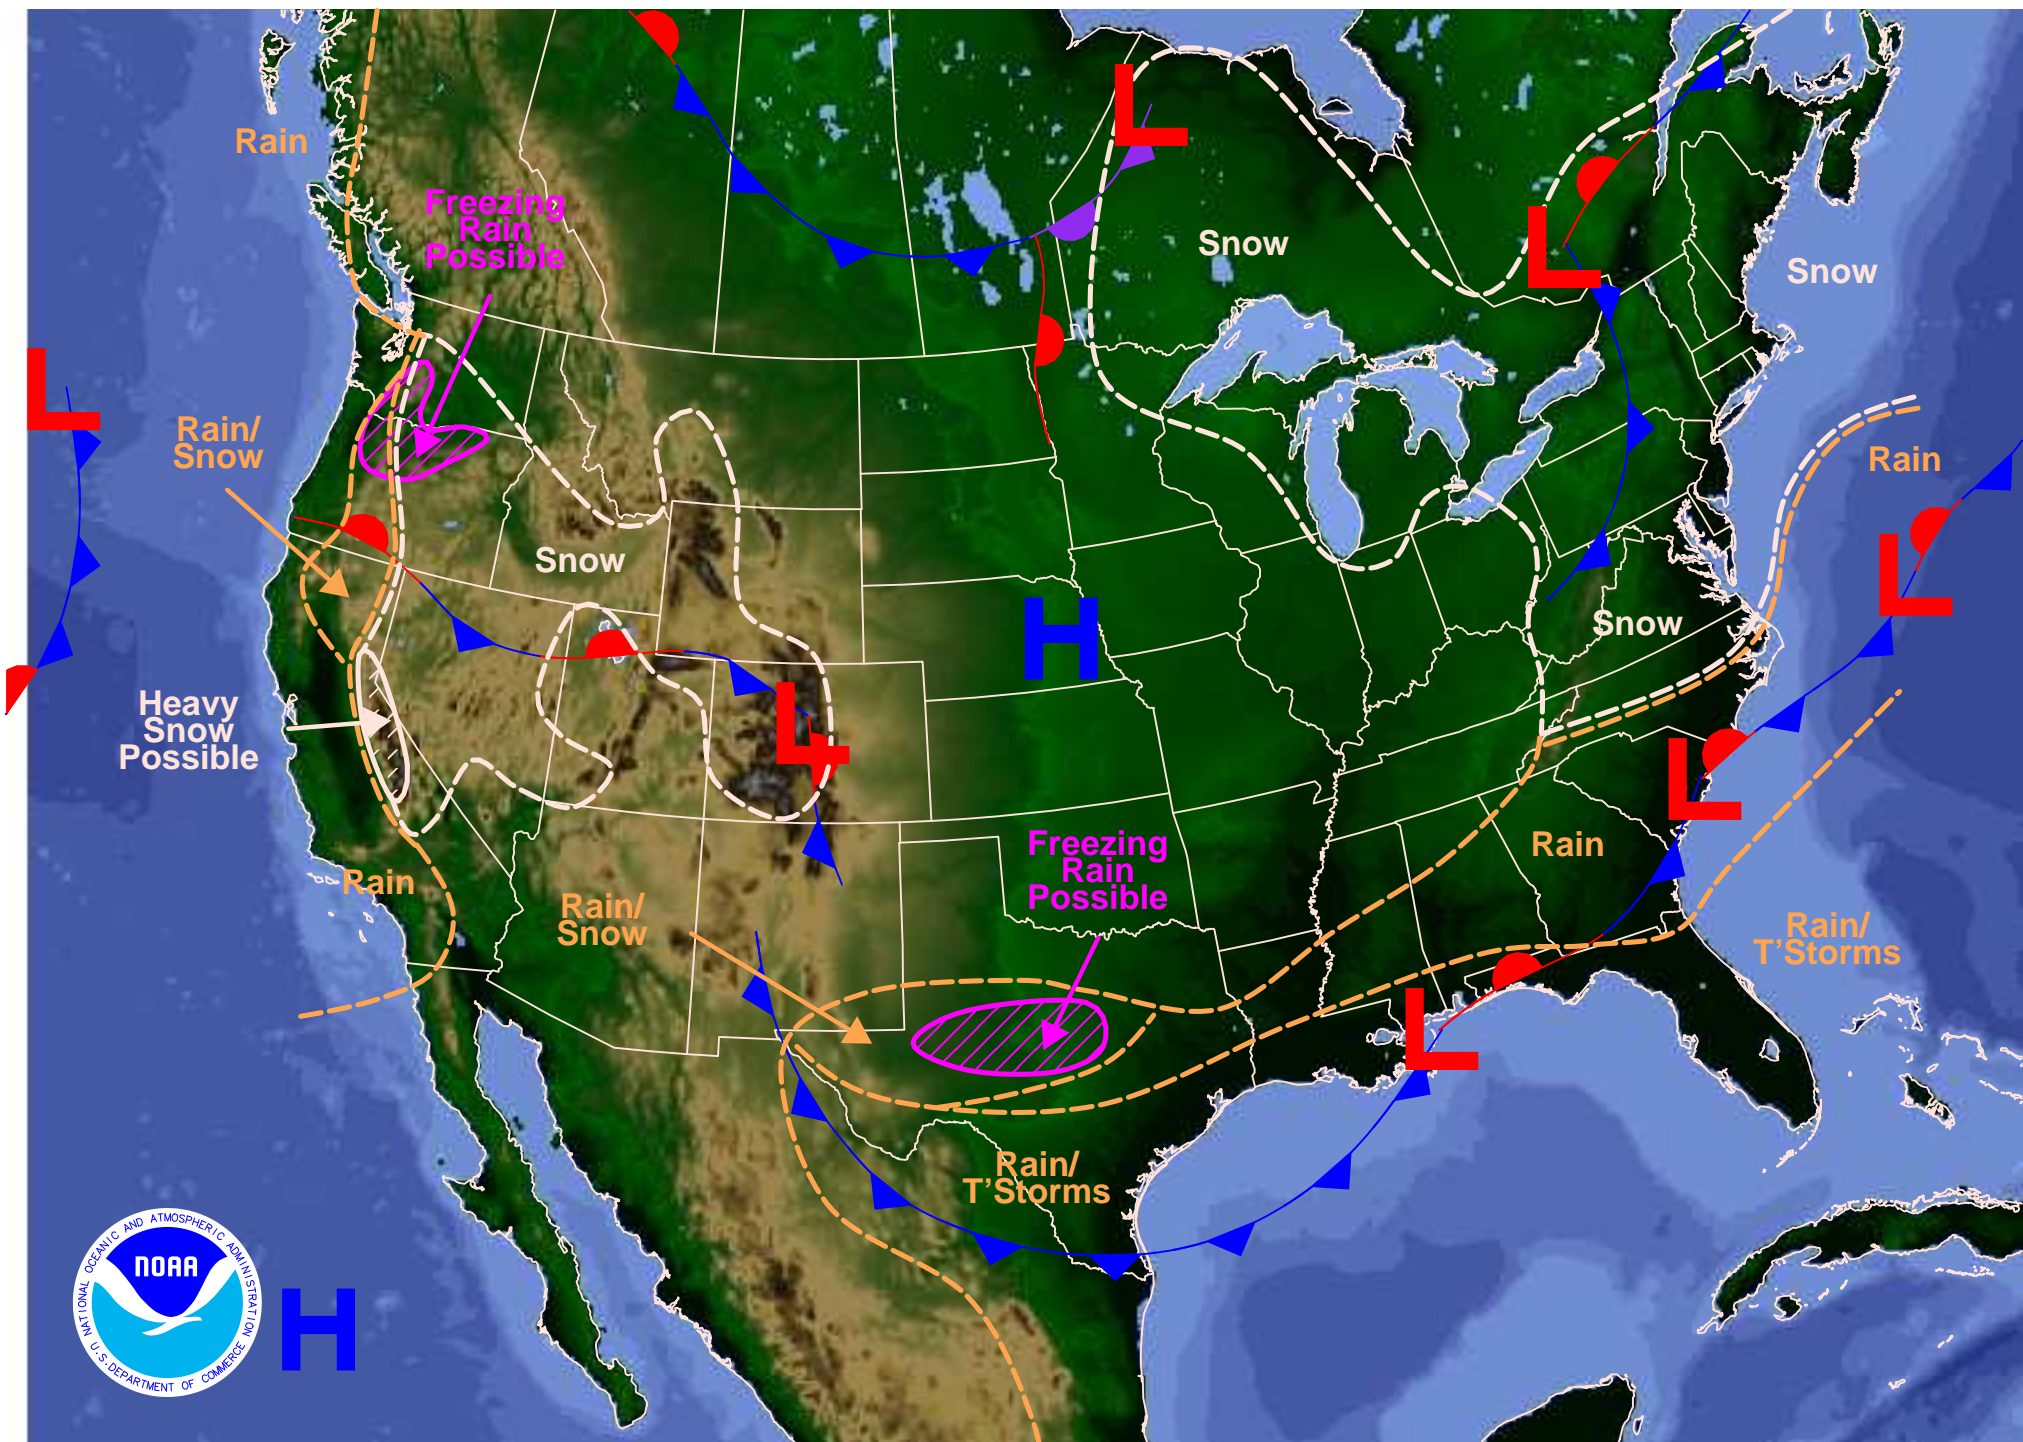 L
Rain
Freezing
Rain
Possible
Snow
L
Snow
L
Rain/
Snow
Rain
Snow
L
H
Snow
Heavy
Snow
Possible
L
L
Rain
Rain
Freezing
Rain
Possible
Rain/
Snow
Rain/
T'Storms
L
Rain/
T'Storms
NATIONAL OCEANIC AND ATMOSPHERIC ADMINISTRATION
NOAA
U.S. DEPARTMENT OF COMMERCE
H